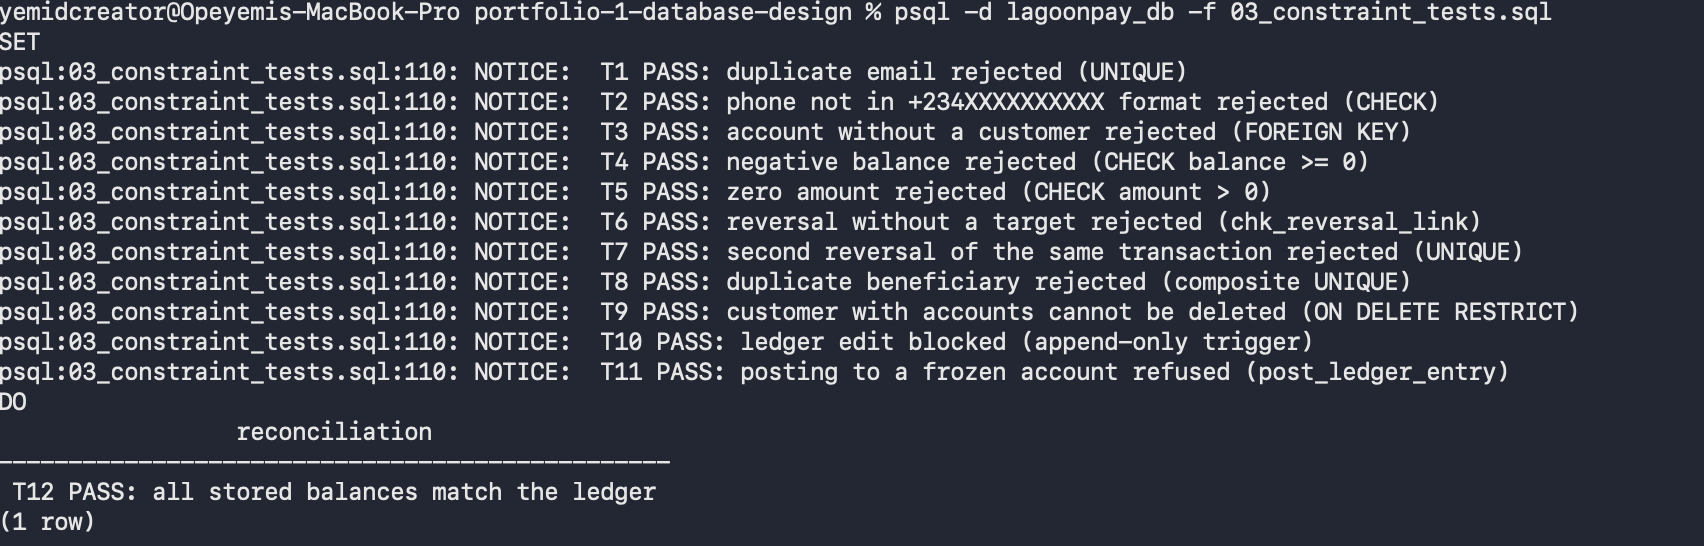 yemidcreator@Opeyemis-MacBook-Pro portfolio-1-database-design % psql -d lagoonpay_db -f 03_constraint_tests.sql
SET
psql:03_constraint_tests.sql:110: NOTICE:  T1 PASS: duplicate email rejected (UNIQUE)
psql:03_constraint_tests.sql:110: NOTICE:  T2 PASS: phone not in +234XXXXXXXXXX format rejected (CHECK)
psql:03_constraint_tests.sql:110: NOTICE:  T3 PASS: account without a customer rejected (FOREIGN KEY)
psql:03_constraint_tests.sql:110: NOTICE:  T4 PASS: negative balance rejected (CHECK balance >= 0)
psql:03_constraint_tests.sql:110: NOTICE:  T5 PASS: zero amount rejected (CHECK amount > 0)
psql:03_constraint_tests.sql:110: NOTICE:  T6 PASS: reversal without a target rejected (chk_reversal_link)
psql:03_constraint_tests.sql:110: NOTICE:  T7 PASS: second reversal of the same transaction rejected (UNIQUE)
psql:03_constraint_tests.sql:110: NOTICE:  T8 PASS: duplicate beneficiary rejected (composite UNIQUE)
psql:03_constraint_tests.sql:110: NOTICE:  T9 PASS: customer with accounts cannot be deleted (ON DELETE RESTRICT)
psql:03_constraint_tests.sql:110: NOTICE:  T10 PASS: ledger edit blocked (append-only trigger)
psql:03_constraint_tests.sql:110: NOTICE:  T11 PASS: posting to a frozen account refused (post_ledger_entry)
DO
reconciliation
-------------------------------------------------
T12 PASS: all stored balances match the ledger
(1 row)